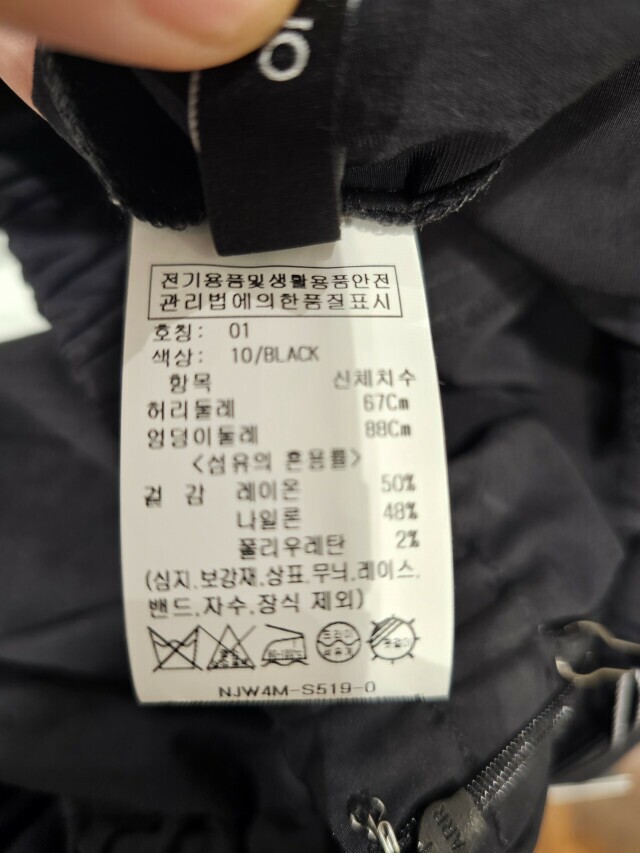 전기용품및생활용품안전
관리법에의한품질표시
호칭: 01
색상: 10/BLACK
항목 신체치수
허리둘레 67Cm
엉덩이둘레 88Cm
<섬유의 혼용률>
겉 감 레이온 50%
나일론 48%
폴리우레탄 2%
(심지.보강재.상표.무늬.레이스.
밴드.자수.장식 제외)
드라이
NJW4M-S519-0